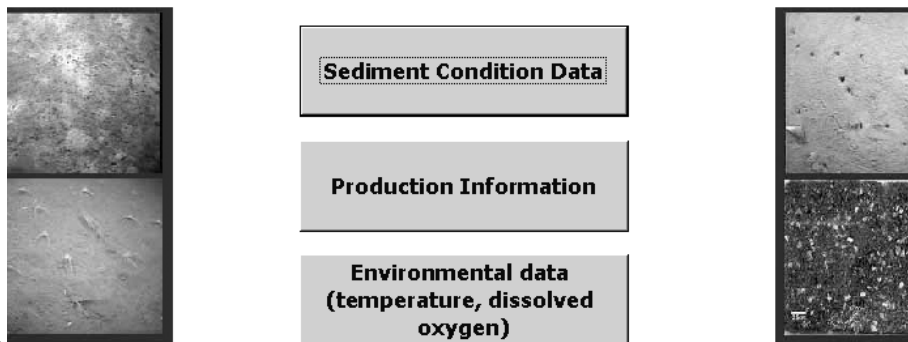 Sediment Condition Data
Production Information
Environmental data
(temperature, dissolved
oxygen)